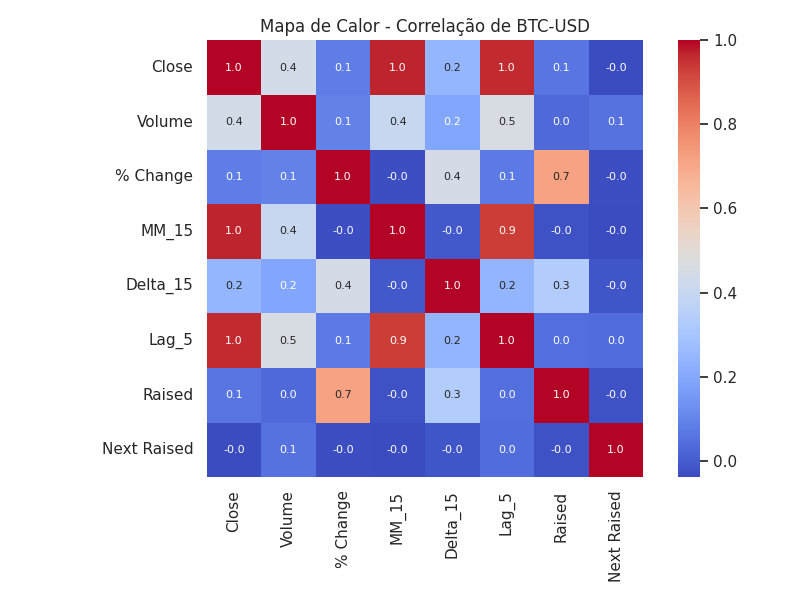 Mapa de Calor - Correlação de BTC-USD
Close 1.0 0.4 0.1 1.0 0.2 1.0 0.1 -0.0
Volume 0.4 1.0 0.1 0.4 0.2 0.5 0.0 0.1
% Change 0.1 0.1 1.0 -0.0 0.4 0.1 0.7 -0.0
MM_15 1.0 0.4 -0.0 1.0 -0.0 0.9 -0.0 -0.0
Delta_15 0.2 0.2 0.4 -0.0 1.0 0.2 0.3 -0.0
Lag_5 1.0 0.5 0.1 0.9 0.2 1.0 0.0 0.0
Raised 0.1 0.0 0.7 -0.0 0.3 0.0 1.0 -0.0
Next Raised -0.0 0.1 -0.0 -0.0 -0.0 0.0 -0.0 1.0
Close Volume % Change MM_15 Delta_15 Lag_5 Raised Next Raised
1.0
0.8
0.6
0.4
0.2
0.0